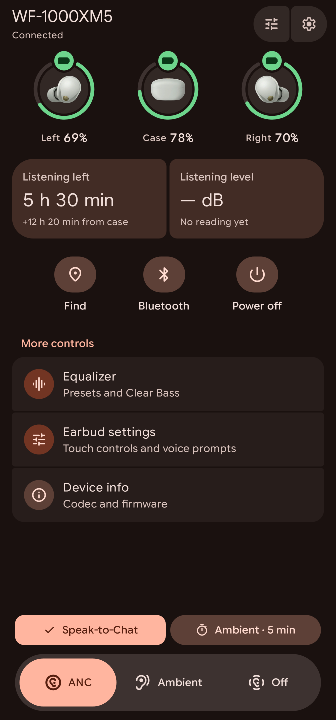 WF-1000XM5
Connected
Left 69%
Case 78%
Right 70%
Listening left
5 h 30 min
+12 h 20 min from case
Listening level
— dB
No reading yet
Find
Bluetooth
Power off
More controls
Equalizer
Presets and Clear Bass
Earbud settings
Touch controls and voice prompts
Device info
Codec and firmware
Speak-to-Chat
Ambient · 5 min
ANC
Ambient
Off